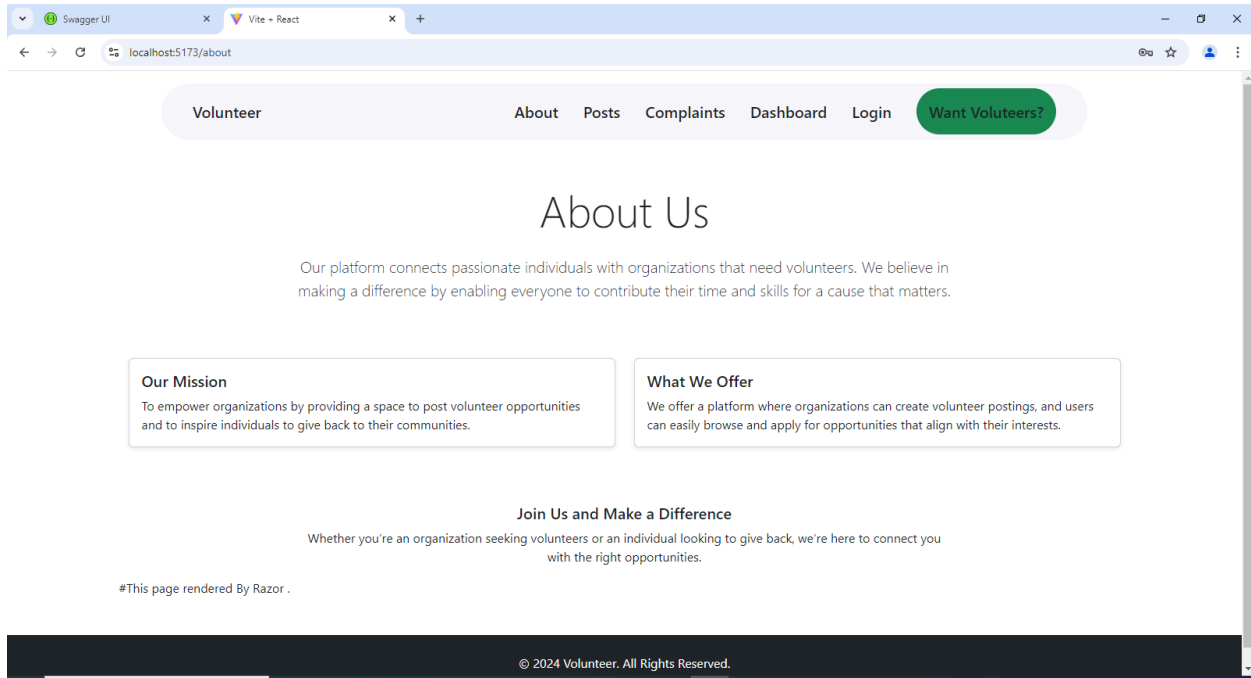 Swagger UI
Vite + React
localhost:5173/about
Volunteer About Posts Complaints Dashboard Login Want Voluteers?
About Us
Our platform connects passionate individuals with organizations that need volunteers. We believe in
making a difference by enabling everyone to contribute their time and skills for a cause that matters.
Our Mission
To empower organizations by providing a space to post volunteer opportunities
and to inspire individuals to give back to their communities.
What We Offer
We offer a platform where organizations can create volunteer postings, and users
can easily browse and apply for opportunities that align with their interests.
Join Us and Make a Difference
Whether you're an organization seeking volunteers or an individual looking to give back, we're here to connect you
with the right opportunities.
#This page rendered By Razor .
© 2024 Volunteer. All Rights Reserved.